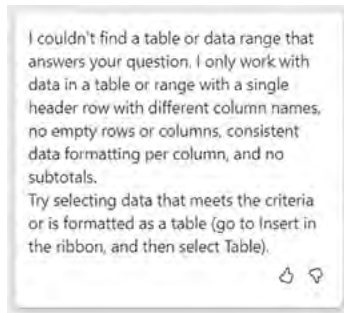 I couldn't find a table or data range that
answers your question. I only work with
data in a table or range with a single
header row with different column names,
no empty rows or columns, consistent
data formatting per column, and no
subtotals.
Try selecting data that meets the criteria
or is formatted as a table (go to Insert in
the ribbon, and then select Table).